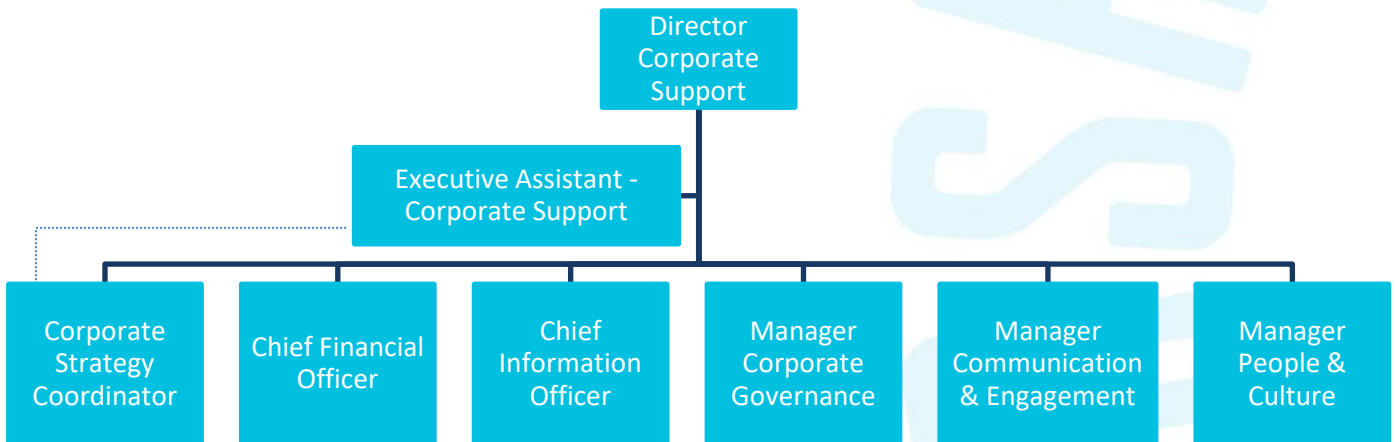 Director
Corporate
Support
Executive Assistant -
Corporate Support
Corporate
Strategy
Coordinator
Chief Financial
Officer
Chief
Information
Officer
Manager
Corporate
Governance
Manager
Communication
& Engagement
Manager
People &
Culture